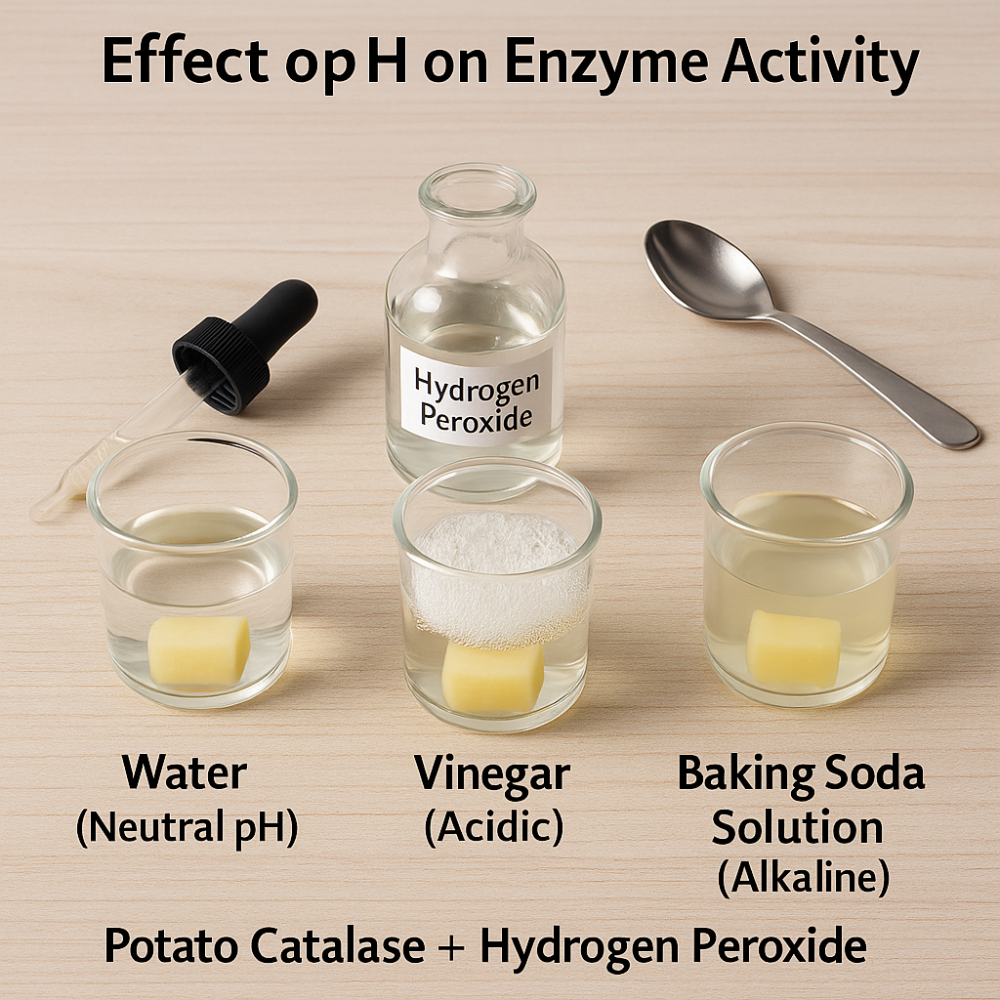 Effect op H on Enzyme Activity
Hydrogen
Peroxide
Water
(Neutral pH)
Vinegar
(Acidic)
Baking Soda
Solution
(Alkaline)
Potato Catalase + Hydrogen Peroxide